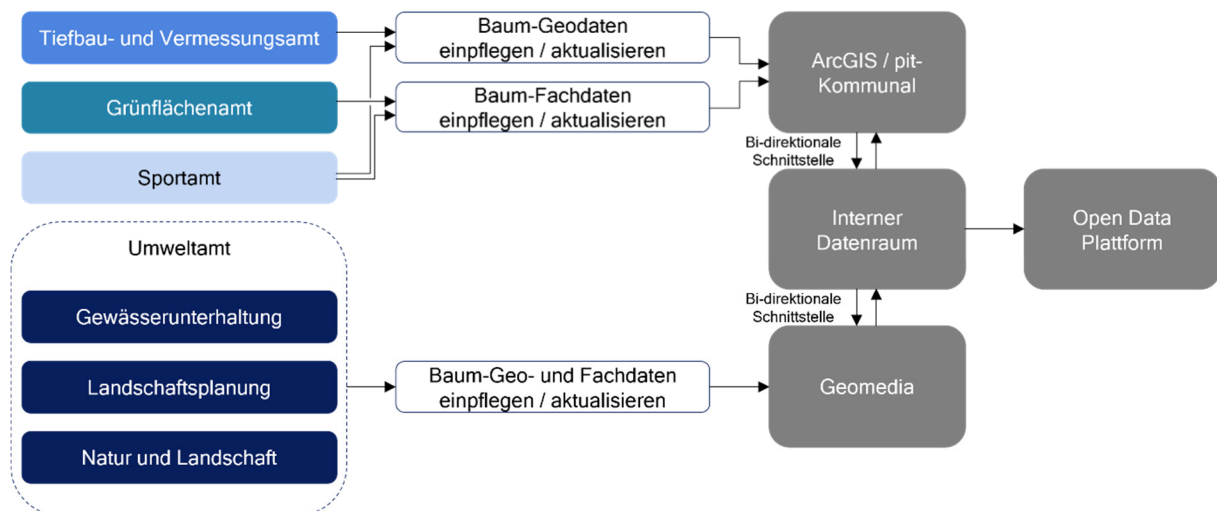 Tiefbau- und Vermessungsamt
Grünflächenamt
Sportamt
Umweltamt
Gewässerunterhaltung
Landschaftsplanung
Natur und Landschaft
Baum-Geodaten
einpflegen / aktualisieren
Baum-Fachdaten
einpflegen / aktualisieren
Baum-Geo- und Fachdaten
einpflegen / aktualisieren
ArcGIS / pit-
Kommunal
Bi-direktionale
Schnittstelle
Interner
Datenraum
Open Data
Plattform
Bi-direktionale
Schnittstelle
Geomedia